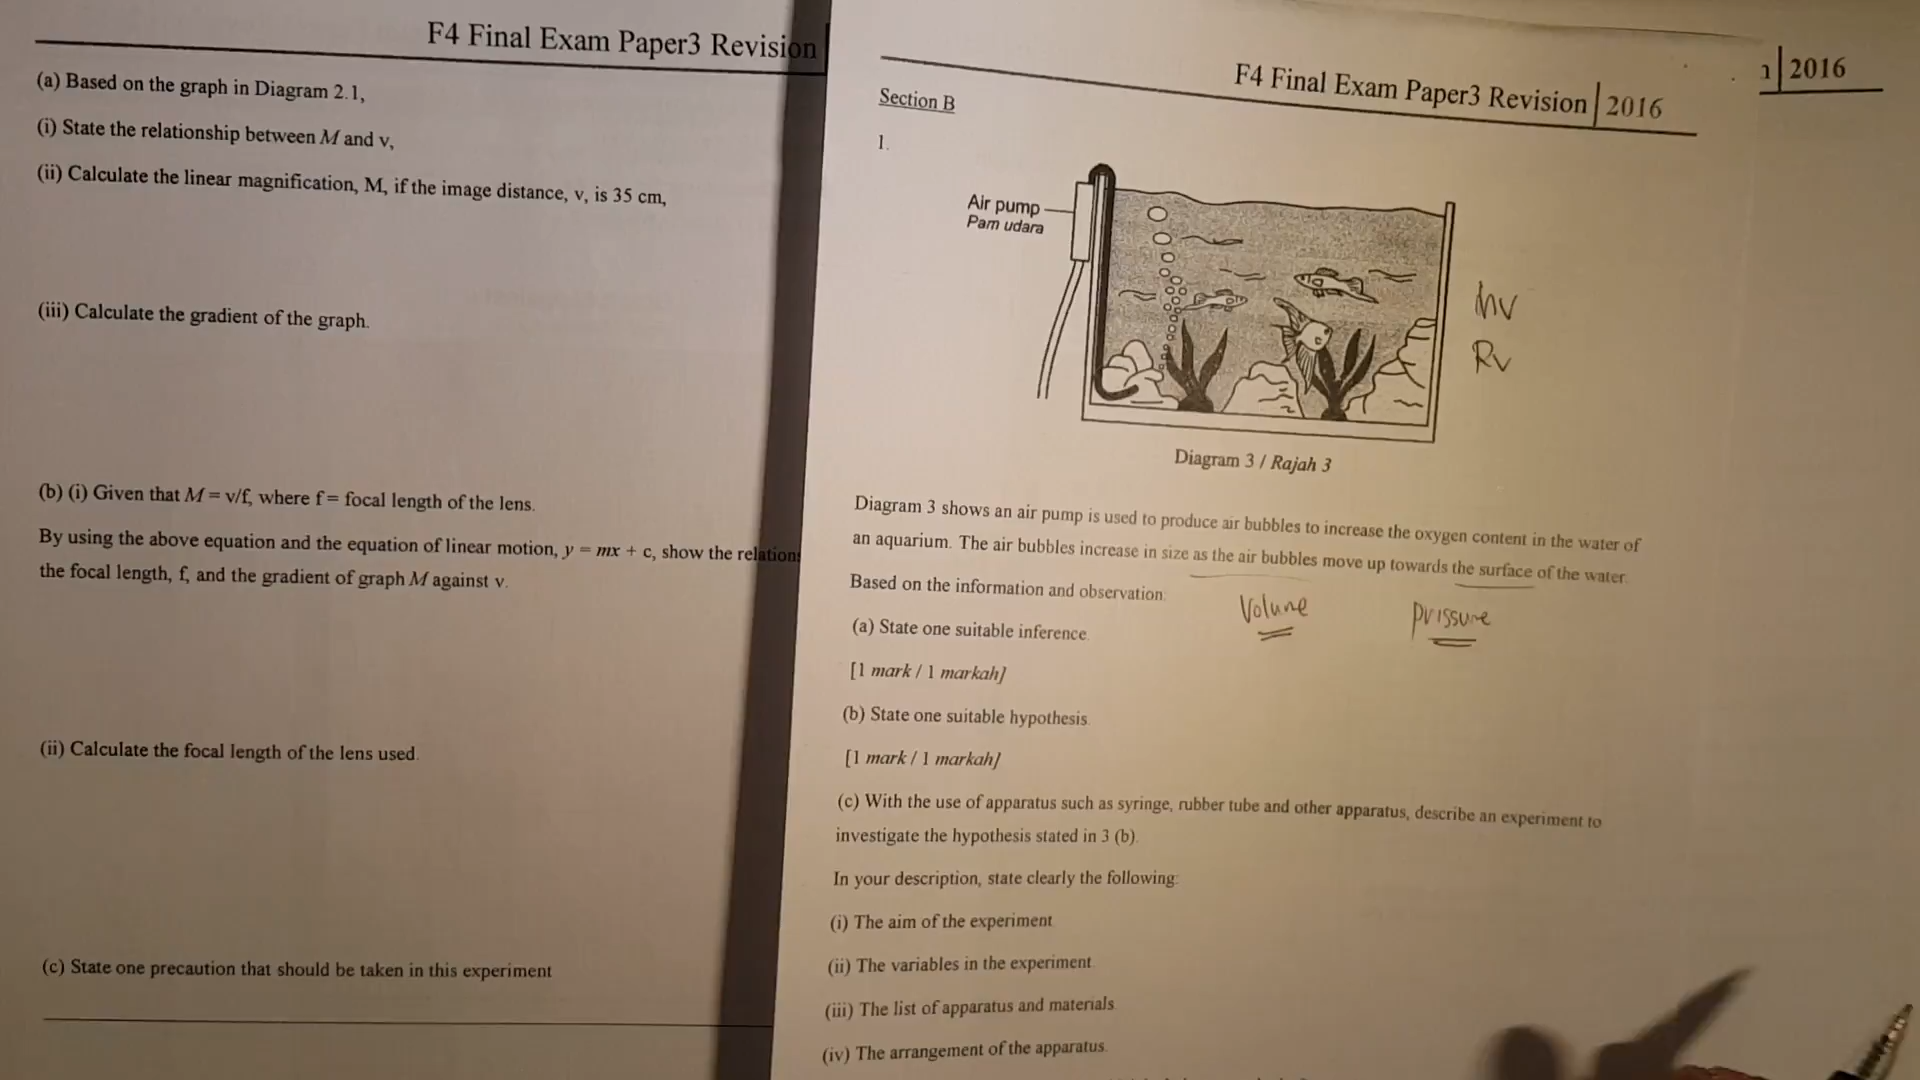 F4 Final Exam Paper3 Revision
(a) Based on the graph in Diagram 2.1,
(i) State the relationship between M and v,
(ii) Calculate the linear magnification, M, if the image distance, v, is 35 cm,
(iii) Calculate the gradient of the graph.
(b) (i) Given that M = v/f, where f = focal length of the lens.
By using the above equation and the equation of linear motion, y = mx + c, show the
the focal length, f, and the gradient of graph M against v.
(ii) Calculate the focal length of the lens used.
(c) State one precaution that should be taken in this experiment
2016
F4 Final Exam Paper3 Revision 2016
Section B
1.
Air pump
Pam udara
mv
Rv
Diagram 3 / Rajah 3
Diagram 3 shows an air pump is used to produce air bubbles to increase the oxygen content in the water of
an aquarium. The air bubbles increase in size as the air bubbles move up towards the surface of the water.
Based on the information and observation:
Volume
pressure
(a) State one suitable inference.
[1 mark / 1 markah]
(b) State one suitable hypothesis.
[1 mark / 1 markah]
(c) With the use of apparatus such as syringe, rubber tube and other apparatus, describe an experiment to
investigate the hypothesis stated in 3 (b).
In your description, state clearly the following:
(i) The aim of the experiment
(ii) The variables in the experiment.
(iii) The list of apparatus and materials.
(iv) The arrangement of the apparatus.